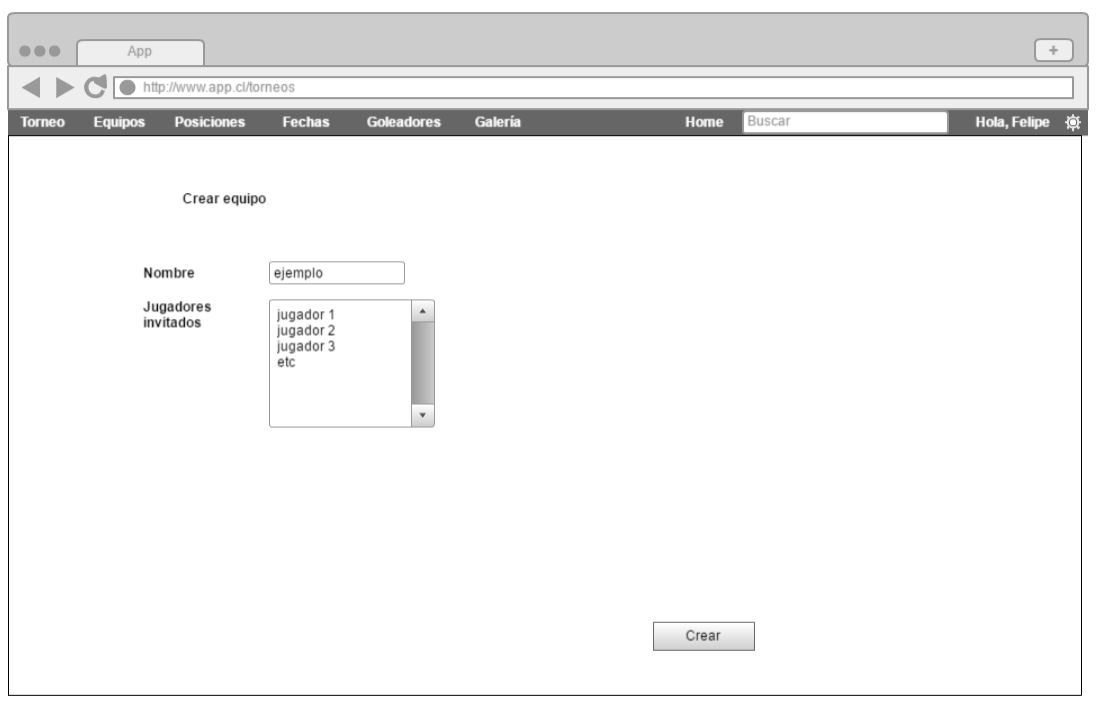 App
+
http://www.app.cl/torneos
Torneo Equipos Posiciones Fechas Goleadores Galería Home Buscar Hola, Felipe
Crear equipo
Nombre ejemplo
Jugadores
invitados
jugador 1
jugador 2
jugador 3
etc
Crear